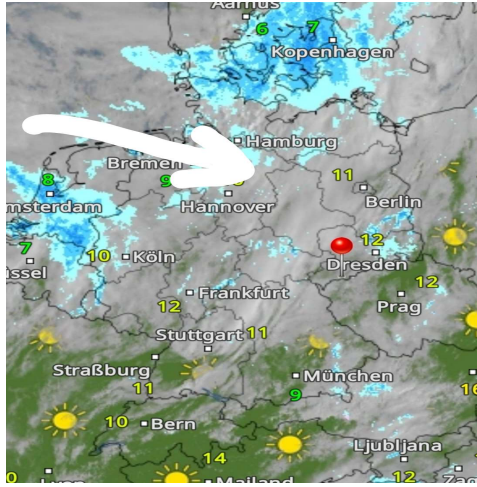 Aarhus
6 7
Kopenhagen
Hamburg
Bremen
8 9 11
msterdam Hannover Berlin
7 10 Köln 12
ssel Dresden
12 Frankfurt 12
Prag
Stuttgart 11
Straßburg München
11 9
10 Bern
14 Ljubljana
Mailand 12